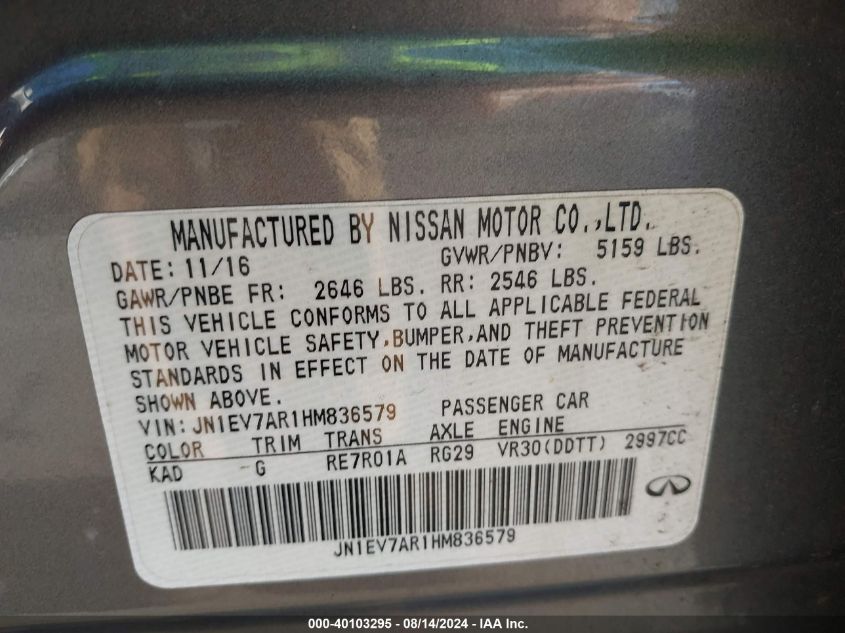 MANUFACTURED BY NISSAN MOTOR CO.,LTD.
DATE: 11/16 GVWR/PNBV: 5159 LBS.
GAWR/PNBE FR: 2646 LBS. RR: 2546 LBS.
THIS VEHICLE CONFORMS TO ALL APPLICABLE FEDERAL
MOTOR VEHICLE SAFETY,BUMPER,AND THEFT PREVENTION
STANDARDS IN EFFECT ON THE DATE OF MANUFACTURE
SHOWN ABOVE.
VIN: JN1EV7AR1HM836579 PASSENGER CAR
COLOR TRIM TRANS AXLE ENGINE
KAD -G RE7R01A RG29 VR30(DDTT) 2997CC
JN1EV7AR1HM836579
000-40103295 - 08/14/2024 - IAA Inc.